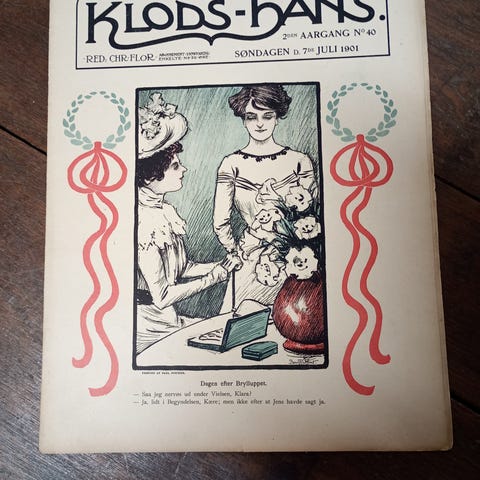 KLODS-HANS.
2DEN AARGANG No 40
RED: CHR: FLOR.
SØNDAGEN D. 7DE JULI 1901
Dagen efter Brylluppet.
— Saa jeg nervøs ud under Vielsen, Klara?
— Ja, lidt i Begyndelsen, Kære; men ikke efter at Jens havde sagt ja.